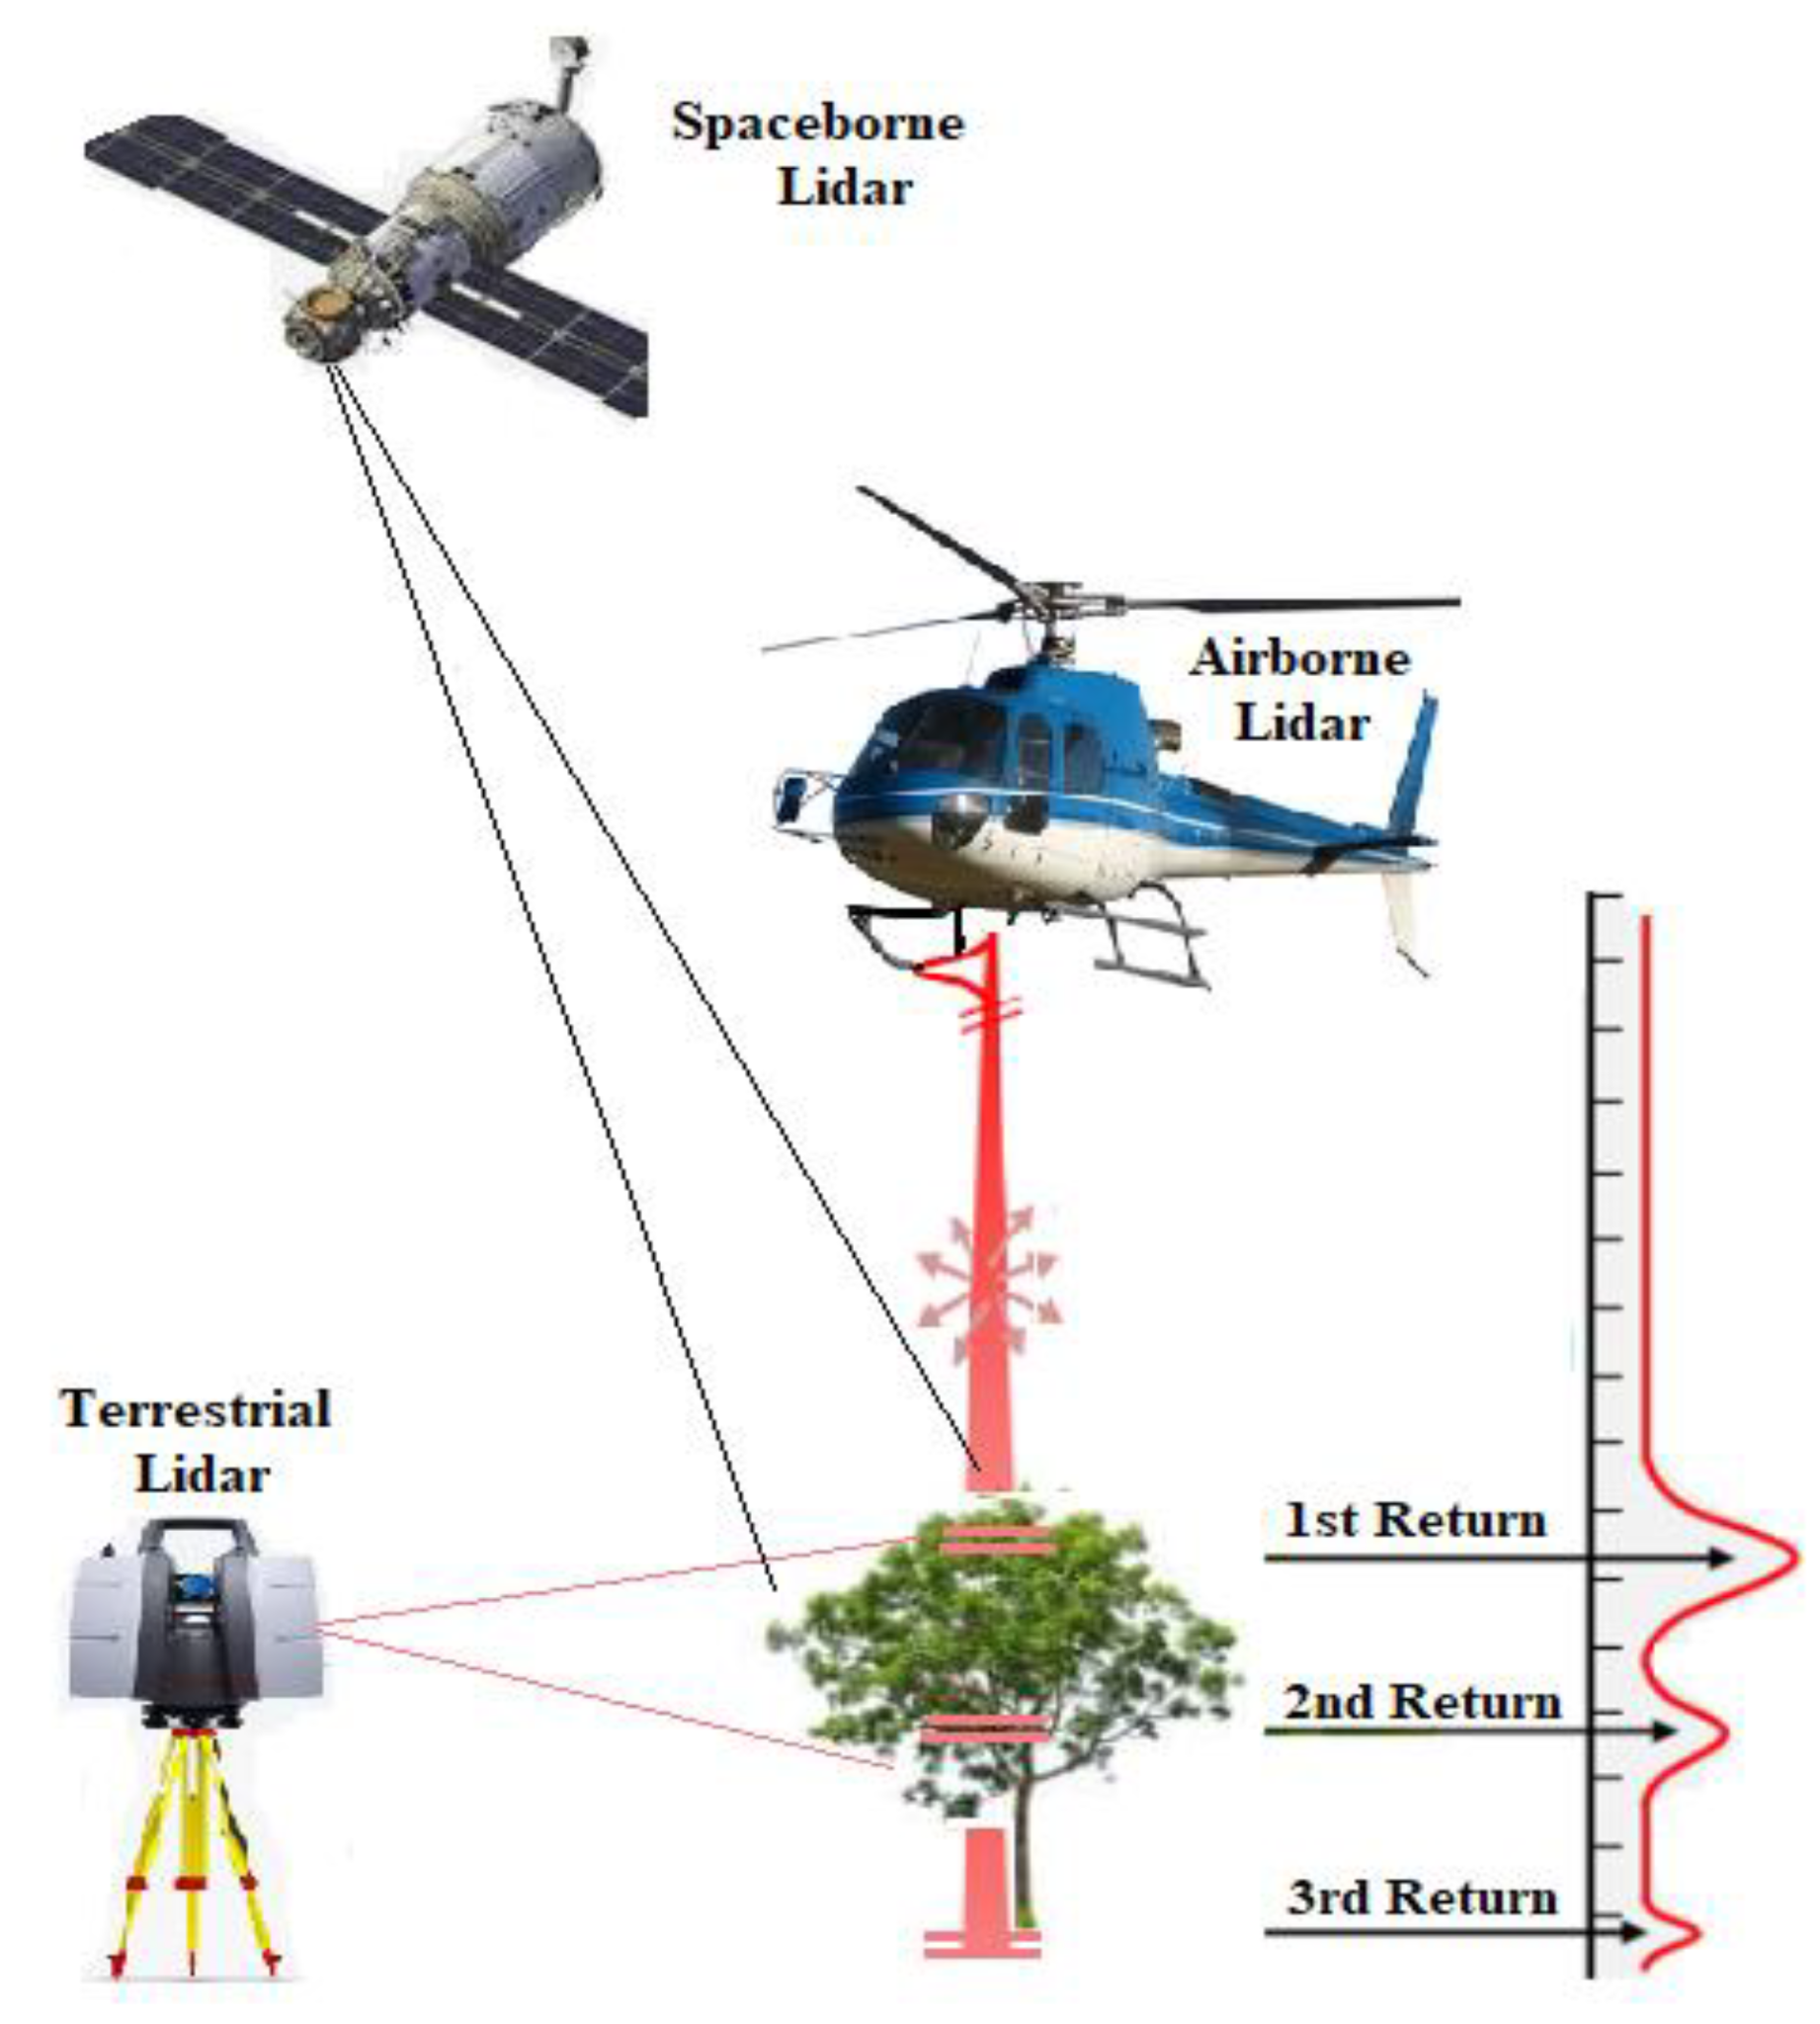 Spaceborne
Lidar
Airborne
Lidar
Terrestrial
Lidar
1st Return
2nd Return
3rd Return